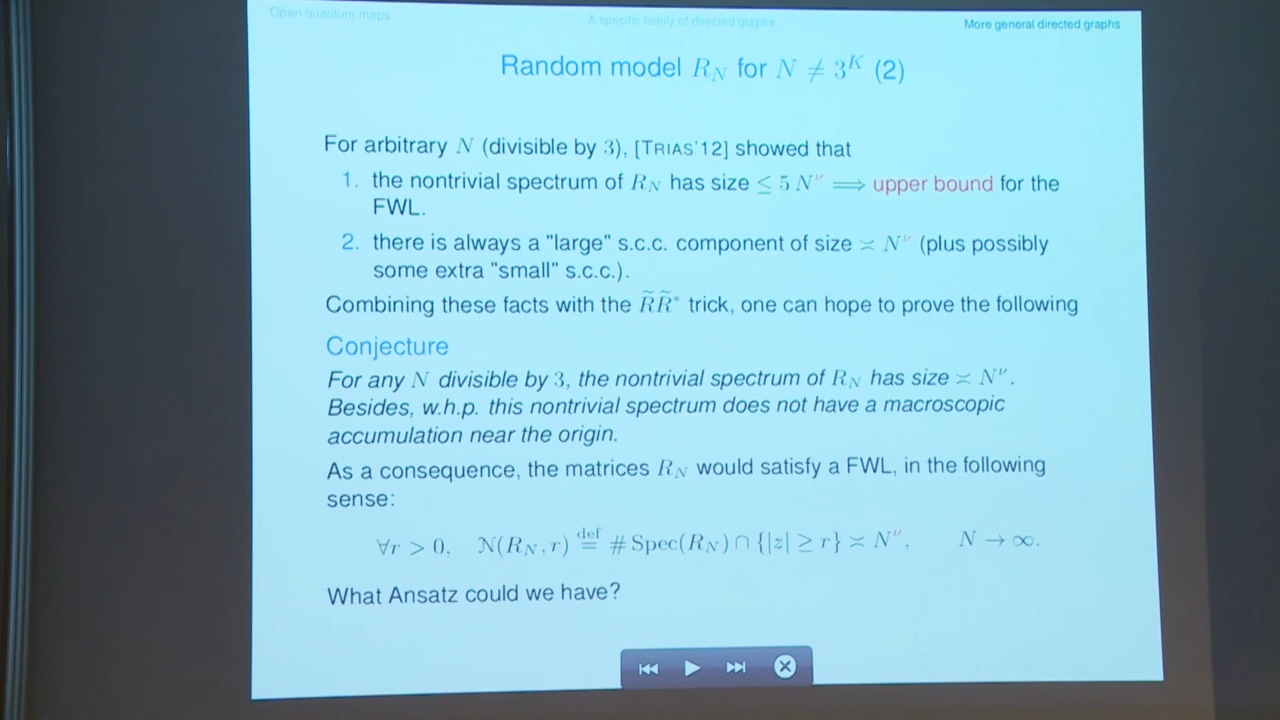 Open quantum maps
A specific family of directed graphs
More general directed graphs
Random model R_N for N ≠ 3^K (2)
For arbitrary N (divisible by 3), [TRIAS'12] showed that
1. the nontrivial spectrum of R_N has size ≤ 5 N^ν ⟹ upper bound for the
FWL.
2. there is always a "large" s.c.c. component of size ≍ N^ν (plus possibly
some extra "small" s.c.c.).
Combining these facts with the R̃R̃* trick, one can hope to prove the following
Conjecture
For any N divisible by 3, the nontrivial spectrum of R_N has size ≍ N^ν.
Besides, w.h.p. this nontrivial spectrum does not have a macroscopic
accumulation near the origin.
As a consequence, the matrices R_N would satisfy a FWL, in the following
sense:
∀r > 0, N(R_N, r) def= # Spec(R_N) ∩ {|z| ≥ r} ≍ N^ν, N → ∞.
What Ansatz could we have?